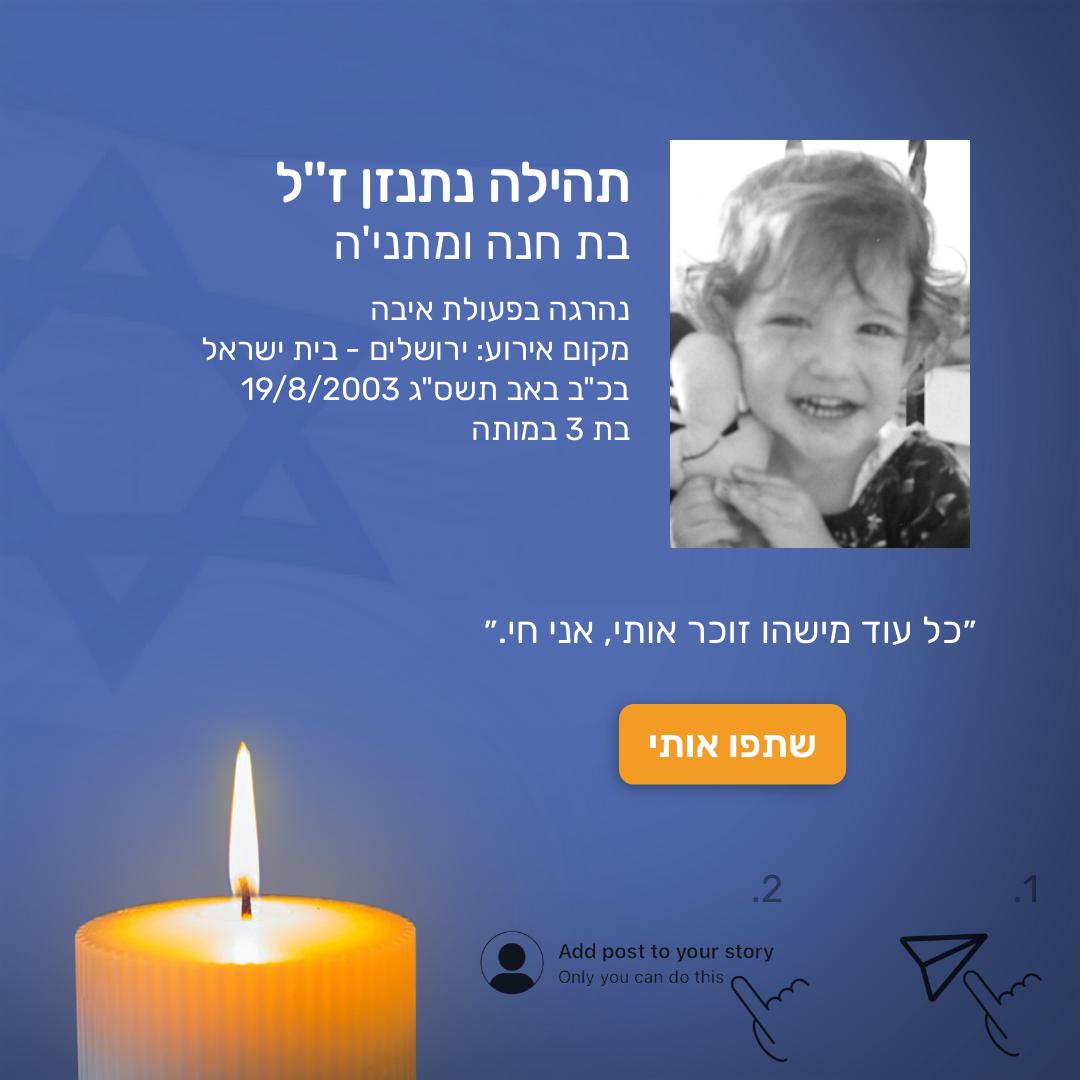 תהילה נתנזן ז"ל
בת חנה ומתני'ה
נהרגה בפעולת איבה
מקום אירוע: ירושלים - בית ישראל
בכ"ב באב תשס"ג 19/8/2003
בת 3 במותה
״כל עוד מישהו זוכר אותי, אני חי.״
שתפו אותי
1.
2.
Add post to your story
Only you can do this